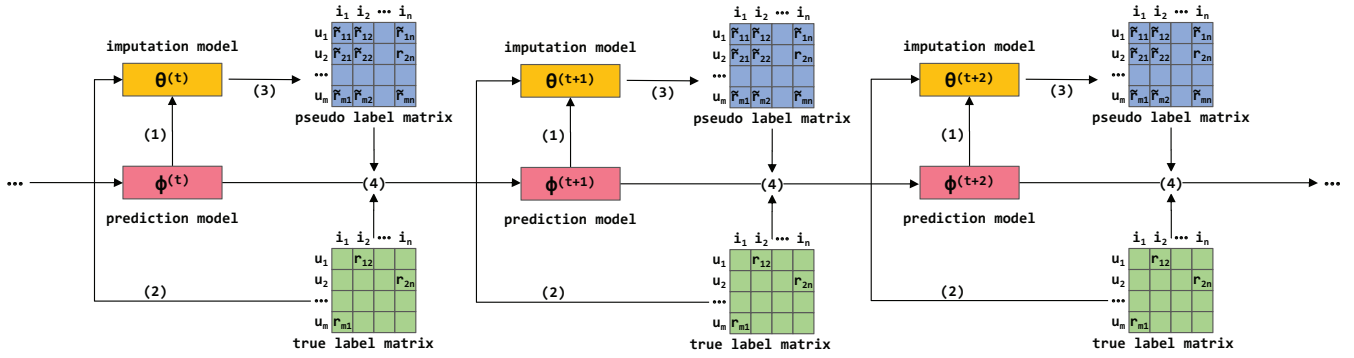 i₁ i₂ ··· iₙ
u₁ r̃₁₁ r̃₁₂ r̃₁ₙ
u₂ r̃₂₁ r̃₂₂ r₂ₙ
···
uₘ r̃ₘ₁ r̃ₘ₂ r̃ₘₙ
pseudo label matrix
imputation model
θ⁽ᵗ⁾
(3)
(1)
···
ϕ⁽ᵗ⁾
(4)
prediction model
(2)
i₁ i₂ ··· iₙ
u₁ r₁₂
u₂ r₂ₙ
···
uₘ rₘ₁
true label matrix
i₁ i₂ ··· iₙ
u₁ r̃₁₁ r̃₁₂ r̃₁ₙ
u₂ r̃₂₁ r̃₂₂ r₂ₙ
···
uₘ r̃ₘ₁ r̃ₘ₂ r̃ₘₙ
pseudo label matrix
imputation model
θ⁽ᵗ⁺¹⁾
(3)
(1)
ϕ⁽ᵗ⁺¹⁾
(4)
prediction model
(2)
i₁ i₂ ··· iₙ
u₁ r₁₂
u₂ r₂ₙ
···
uₘ rₘ₁
true label matrix
i₁ i₂ ··· iₙ
u₁ r̃₁₁ r̃₁₂ r̃₁ₙ
u₂ r̃₂₁ r̃₂₂ r₂ₙ
···
uₘ r̃ₘ₁ r̃ₘ₂ r̃ₘₙ
pseudo label matrix
imputation model
θ⁽ᵗ⁺²⁾
(3)
(1)
ϕ⁽ᵗ⁺²⁾
(4)
···
prediction model
(2)
i₁ i₂ ··· iₙ
u₁ r₁₂
u₂ r₂ₙ
···
uₘ rₘ₁
true label matrix